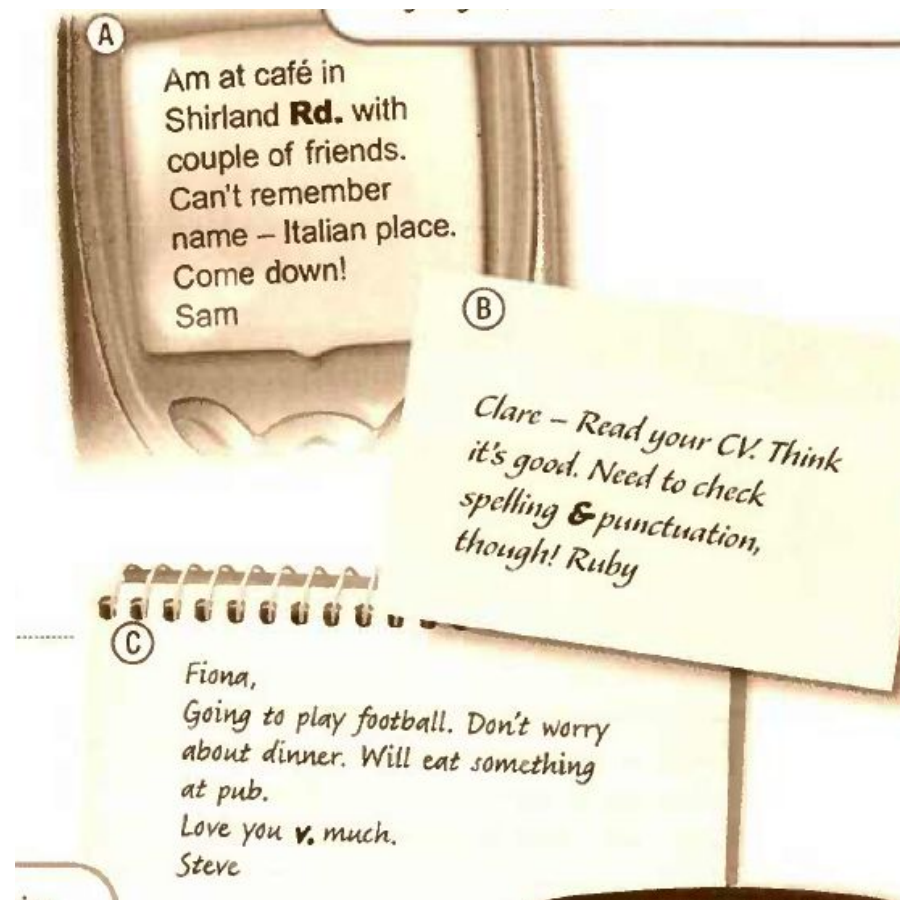 A
Am at café in
Shirland Rd. with
couple of friends.
Can't remember
name – Italian place.
Come down!
Sam
B
Clare – Read your CV. Think
it's good. Need to check
spelling & punctuation,
though! Ruby
C
Fiona,
Going to play football. Don't worry
about dinner. Will eat something
at pub.
Love you v. much.
Steve